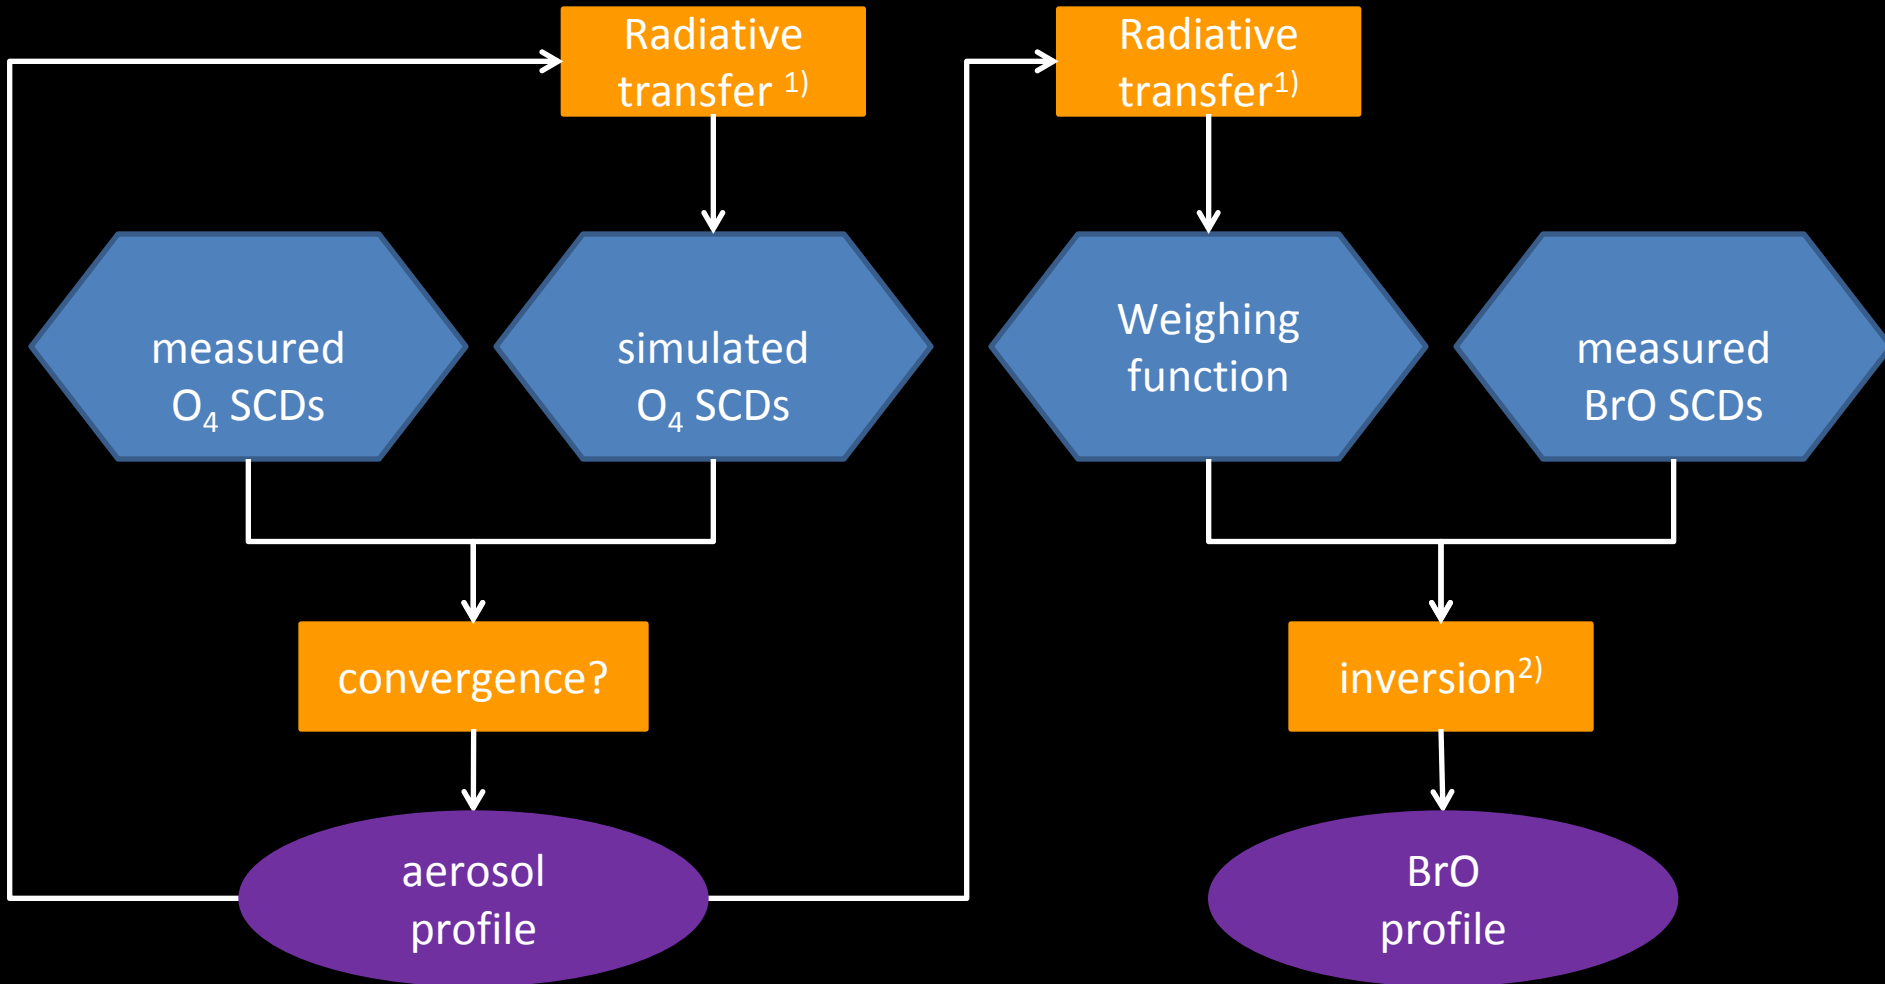 Radiative
transfer ¹⁾
Radiative
transfer¹⁾
measured
O₄ SCDs
simulated
O₄ SCDs
Weighing
function
measured
BrO SCDs
convergence?
inversion²⁾
aerosol
profile
BrO
profile